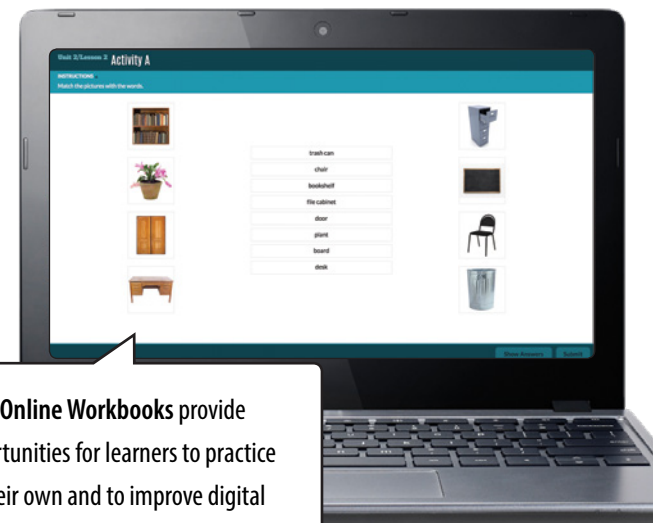 Unit 2/Lesson 2 Activity A
INSTRUCTIONS
Match the pictures with the words.
trash can
chair
bookshelf
file cabinet
door
plant
board
desk
Show Answers Submit
Online Workbooks provide
rtunities for learners to practice
eir own and to improve digital